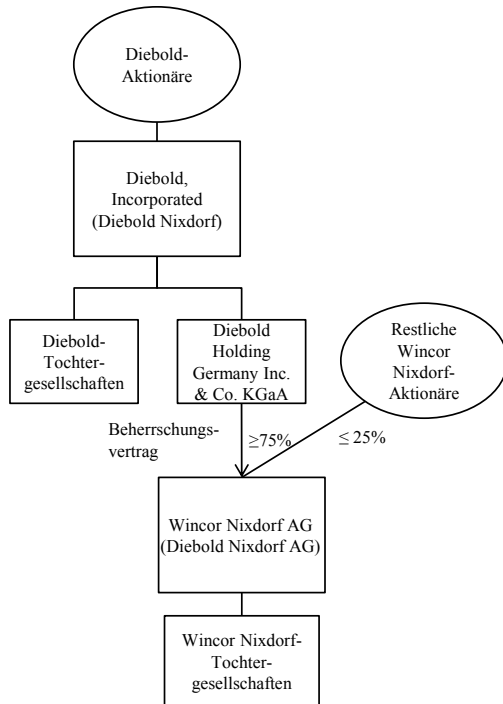 Diebold-
Aktionäre
Diebold,
Incorporated
(Diebold Nixdorf)
Diebold-
Tochter-
gesellschaften
Diebold
Holding
Germany Inc.
& Co. KGaA
Restliche
Wincor
Nixdorf-
Aktionäre
Beherrschungs-
vertrag
≥75%
≤ 25%
Wincor Nixdorf AG
(Diebold Nixdorf AG)
Wincor Nixdorf-
Tochter-
gesellschaften